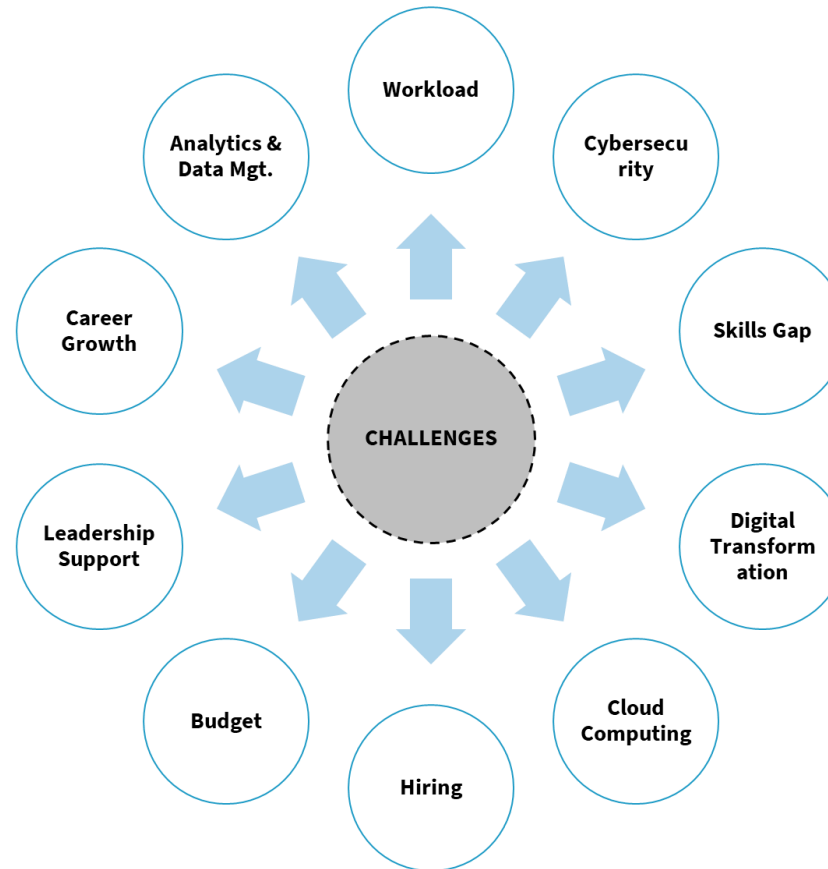 Workload
Analytics &
Data Mgt.
Cybersecu
rity
Career
Growth
Skills Gap
CHALLENGES
Leadership
Support
Digital
Transform
ation
Budget
Cloud
Computing
Hiring